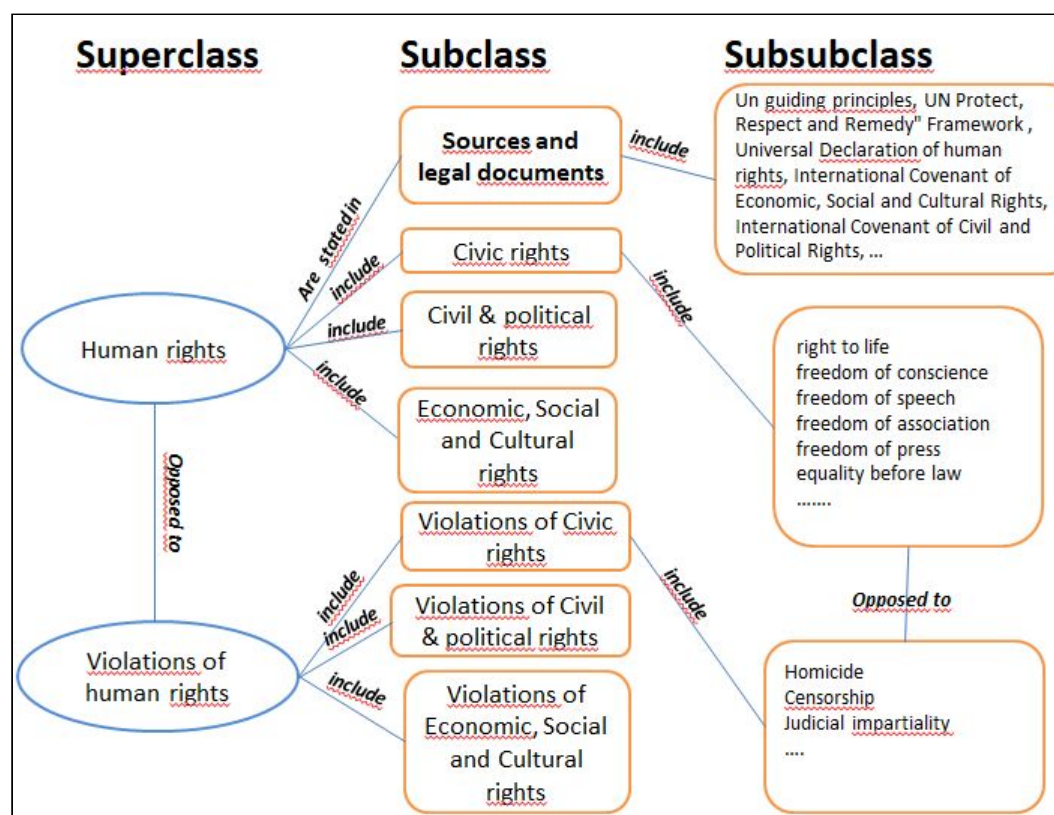 Superclass
Subclass
Subsubclass
Sources and
legal documents
include
Un guiding principles, UN Protect,
Respect and Remedy" Framework ,
Universal Declaration of human
rights, International Covenant of
Economic, Social and Cultural Rights,
International Covenant of Civil and
Political Rights, ...
Are stated in
include
Civic rights
include
Human rights
include
Civil & political
rights
include
Economic, Social
and Cultural
rights
right to life
freedom of conscience
freedom of speech
freedom of association
freedom of press
equality before law
.......
Opposed to
Violations of Civic
rights
include
include
Violations of Civil
& political rights
include
Opposed to
Violations of
human rights
include
Violations of
Economic, Social
and Cultural
rights
Homicide
Censorship
Judicial impartiality
....